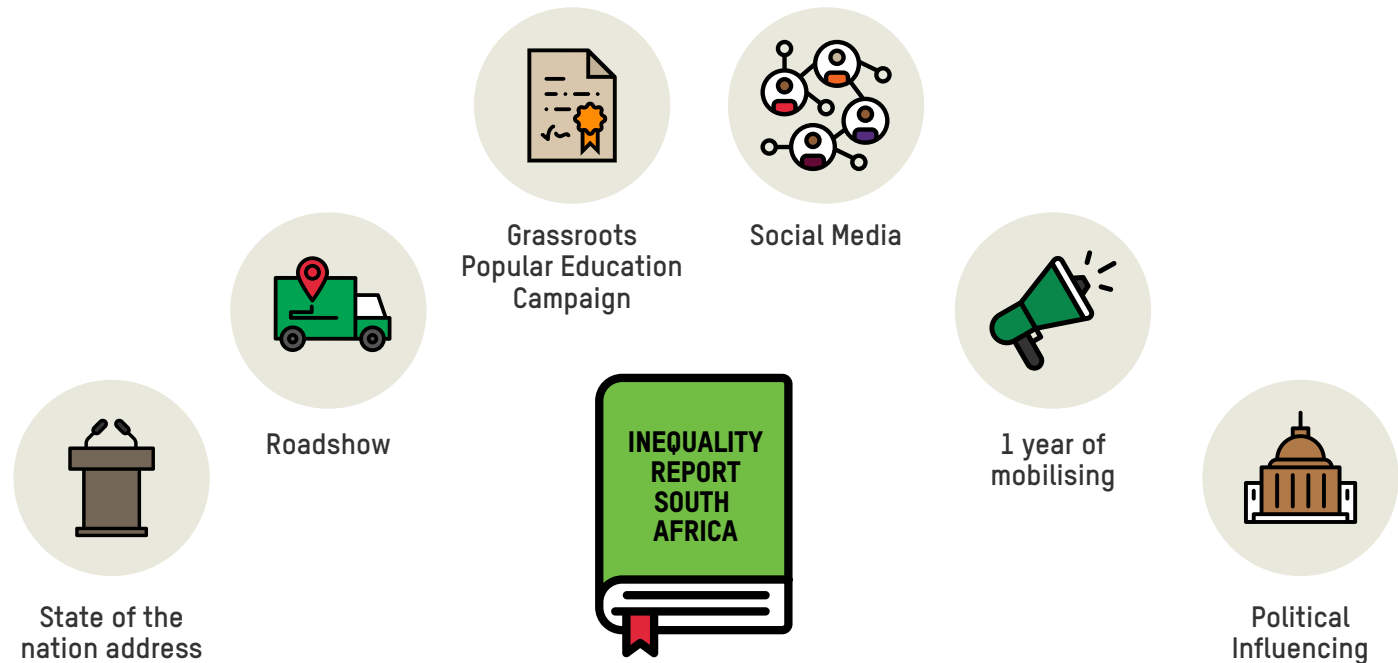 Grassroots
Popular Education
Campaign
Social Media
Roadshow
INEQUALITY
REPORT
SOUTH
AFRICA
1 year of
mobilising
State of the
nation address
Political
Influencing